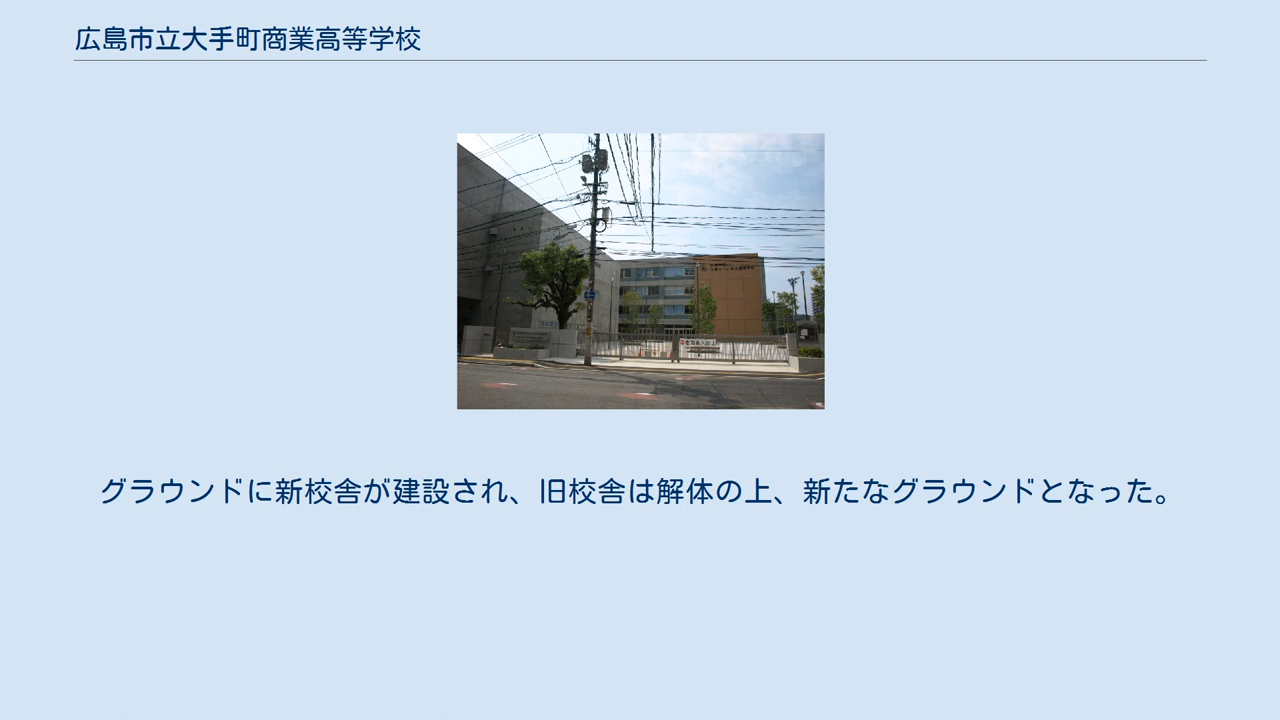 広島市立大手町商業高等学校
グラウンドに新校舎が建設され、旧校舎は解体の上、新たなグラウンドとなった。